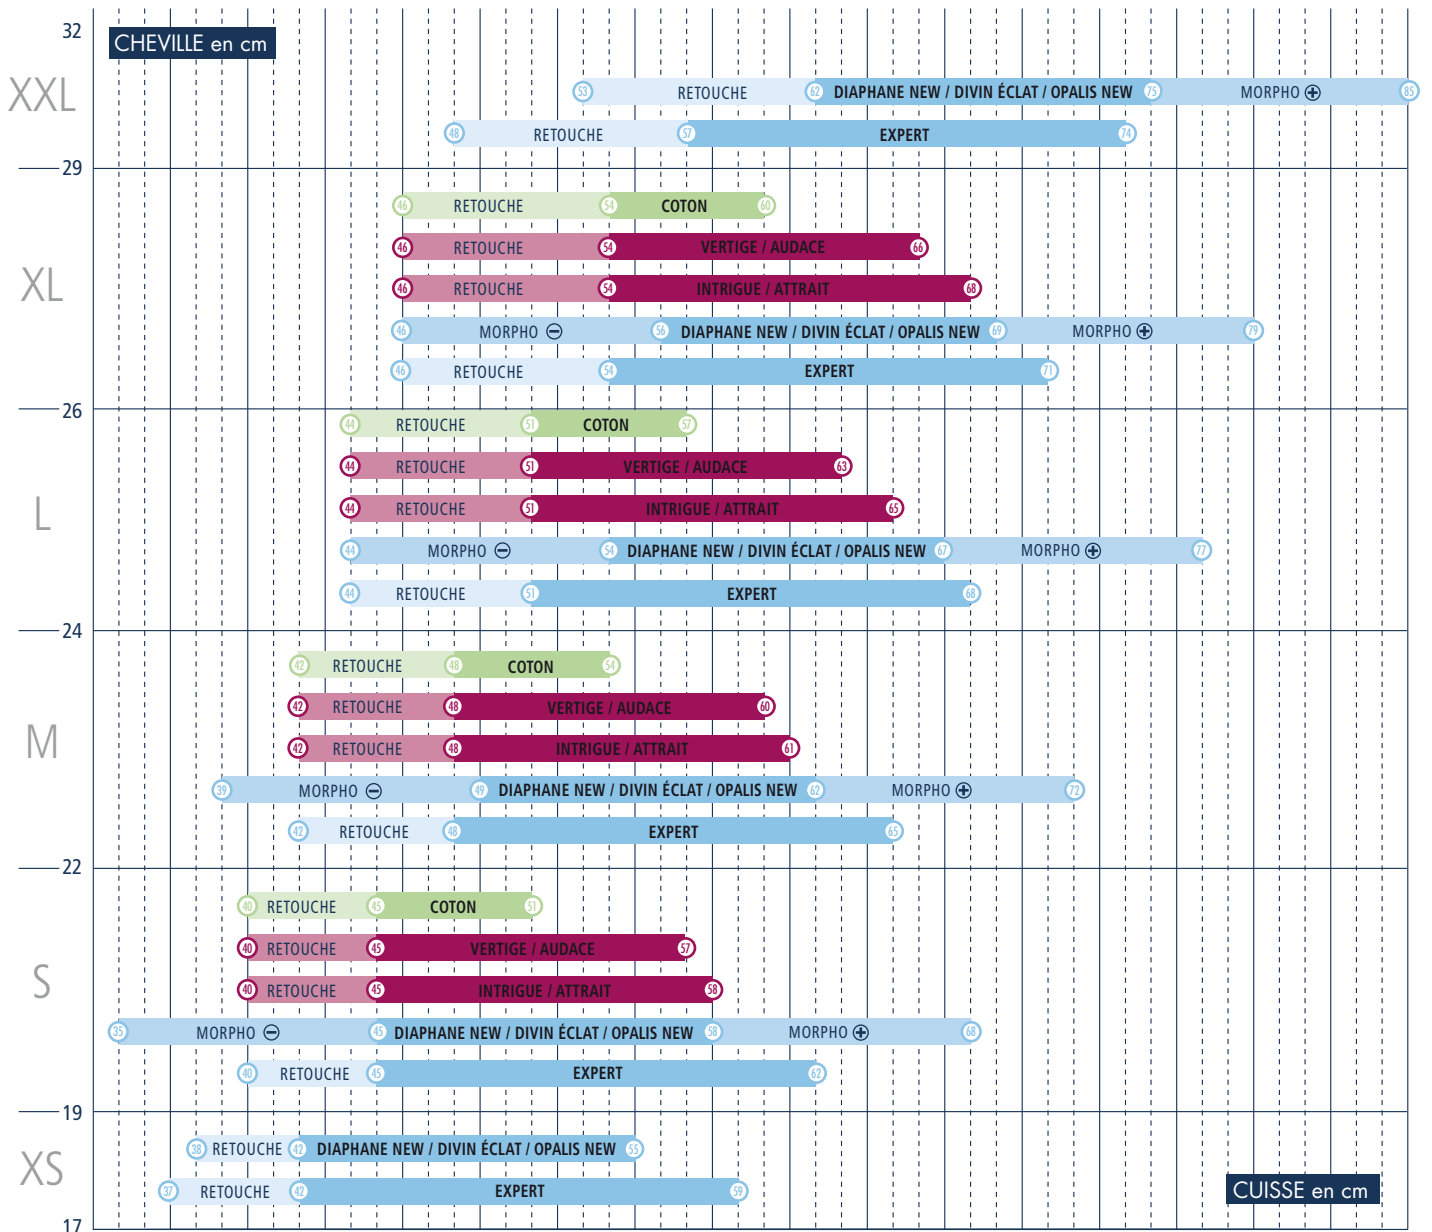 32
CHEVILLE en cm
XXL
53 RETOUCHE 62 DIAPHANE NEW / DIVIN ÉCLAT / OPALIS NEW 75 MORPHO + 85
48 RETOUCHE 57 EXPERT 74
29
46 RETOUCHE 54 COTON 60
46 RETOUCHE 54 VERTIGE / AUDACE 66
XL
46 RETOUCHE 54 INTRIGUE / ATTRAIT 68
46 MORPHO − 56 DIAPHANE NEW / DIVIN ÉCLAT / OPALIS NEW 69 MORPHO + 79
46 RETOUCHE 54 EXPERT 71
26
44 RETOUCHE 51 COTON 57
44 RETOUCHE 51 VERTIGE / AUDACE 63
L
44 RETOUCHE 51 INTRIGUE / ATTRAIT 65
44 MORPHO − 54 DIAPHANE NEW / DIVIN ÉCLAT / OPALIS NEW 67 MORPHO + 77
44 RETOUCHE 51 EXPERT 68
24
42 RETOUCHE 48 COTON 54
42 RETOUCHE 48 VERTIGE / AUDACE 60
M
42 RETOUCHE 48 INTRIGUE / ATTRAIT 61
39 MORPHO − 49 DIAPHANE NEW / DIVIN ÉCLAT / OPALIS NEW 62 MORPHO + 72
42 RETOUCHE 48 EXPERT 65
22
40 RETOUCHE 45 COTON 51
40 RETOUCHE 45 VERTIGE / AUDACE 57
S
40 RETOUCHE 45 INTRIGUE / ATTRAIT 58
35 MORPHO − 45 DIAPHANE NEW / DIVIN ÉCLAT / OPALIS NEW 58 MORPHO + 68
40 RETOUCHE 45 EXPERT 62
19
38 RETOUCHE 42 DIAPHANE NEW / DIVIN ÉCLAT / OPALIS NEW 55
XS
37 RETOUCHE 42 EXPERT 59
CUISSE en cm
17